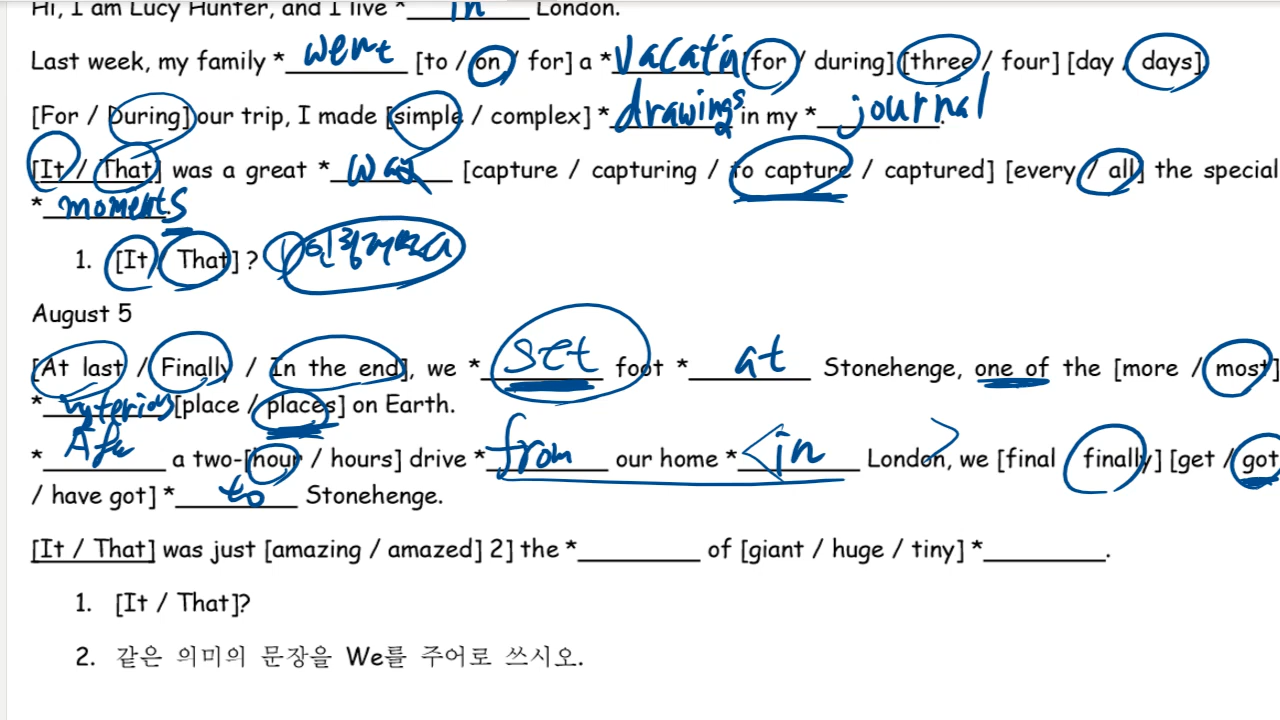 Hi, I am Lucy Hunter, and I live * in London.
Last week, my family * went [to / on / for] a * [for / during] [three / four] [day / days]
[For / During] our trip, I made [simple / complex] * drawings in my * journal.
[It / That] was a great * way [capture / capturing / to capture / captured] [every / all] the special
* moments.
1. [It / That] ?
August 5
[At last / Finally / In the end], we * set foot * at Stonehenge, one of the [more / most]
* [place / places] on Earth.
* a two-[hour / hours] drive * from our home * in London, we [final / finally] [get / got
/ have got] * to Stonehenge.
[It / That] was just [amazing / amazed] 2] the *________ of [giant / huge / tiny] *________.
1. [It / That]?
2. 같은 의미의 문장을 We를 주어로 쓰시오.